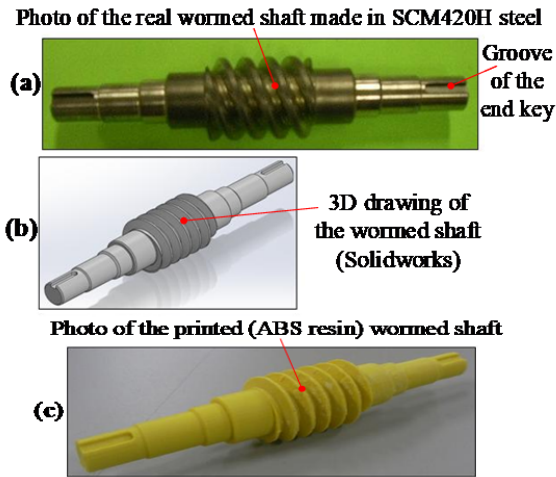 Photo of the real wormed shaft made in SCM420H steel
(a)
Groove
of the
end key
(b)
3D drawing of
the wormed shaft
(Solidworks)
Photo of the printed (ABS resin) wormed shaft
(c)